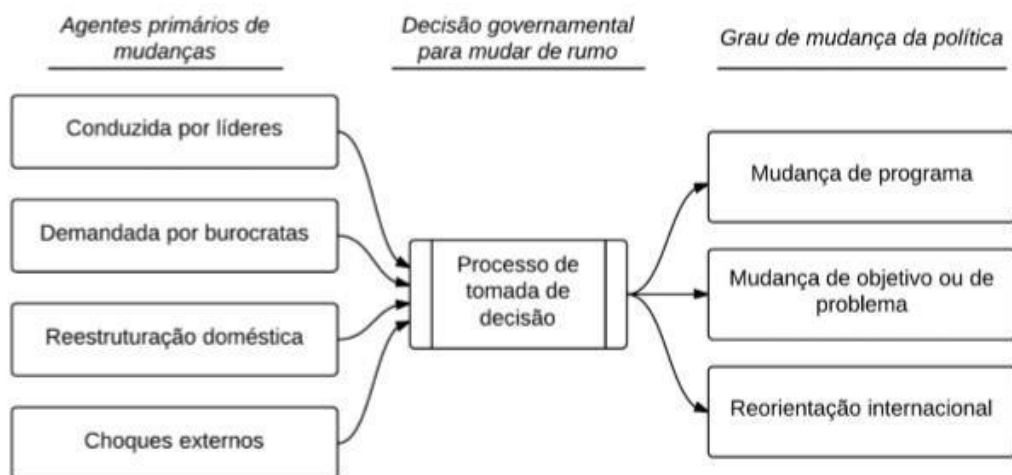 Agentes primários de
mudanças
Decisão governamental
para mudar de rumo
Grau de mudança da política
Conduzida por líderes
Demandada por burocratas
Reestruturação doméstica
Choques externos
Processo de
tomada de
decisão
Mudança de programa
Mudança de objetivo ou de
problema
Reorientação internacional